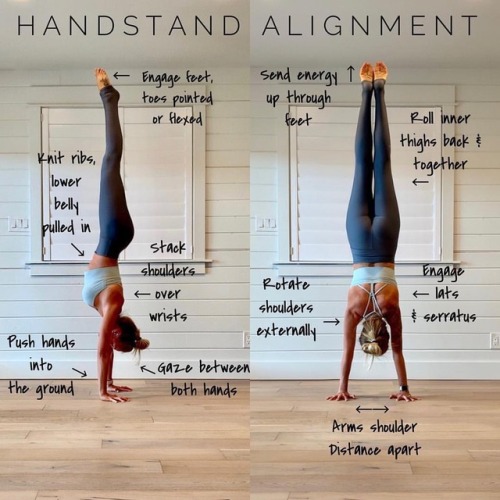 HANDSTAND ALIGNMENT
Engage feet,
toes pointed
or flexed
Knit ribs,
lower
belly
pulled in
Stack
shoulders
over
wrists
Push hands
into
the ground
Gaze between
both hands
Send energy
up through
feet
Roll inner
thighs back &
together
Rotate
shoulders
externally
Engage
lats
& serratus
Arms shoulder
Distance apart